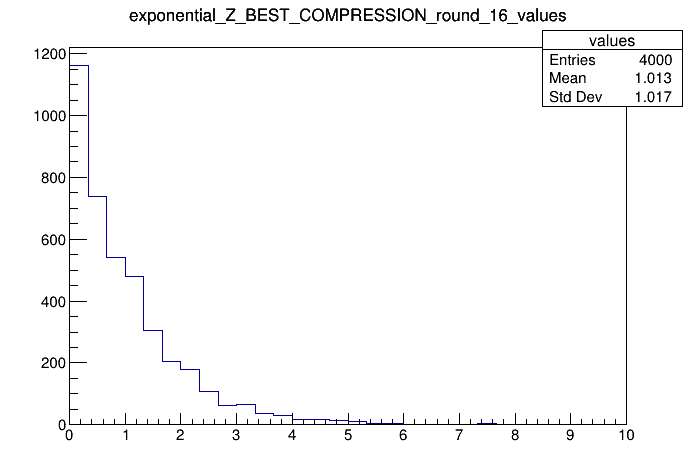 exponential_Z_BEST_COMPRESSION_round_16_values
values
Entries 4000
Mean 1.013
Std Dev 1.017
1200
1000
800
600
400
200
0
0 1 2 3 4 5 6 7 8 9 10